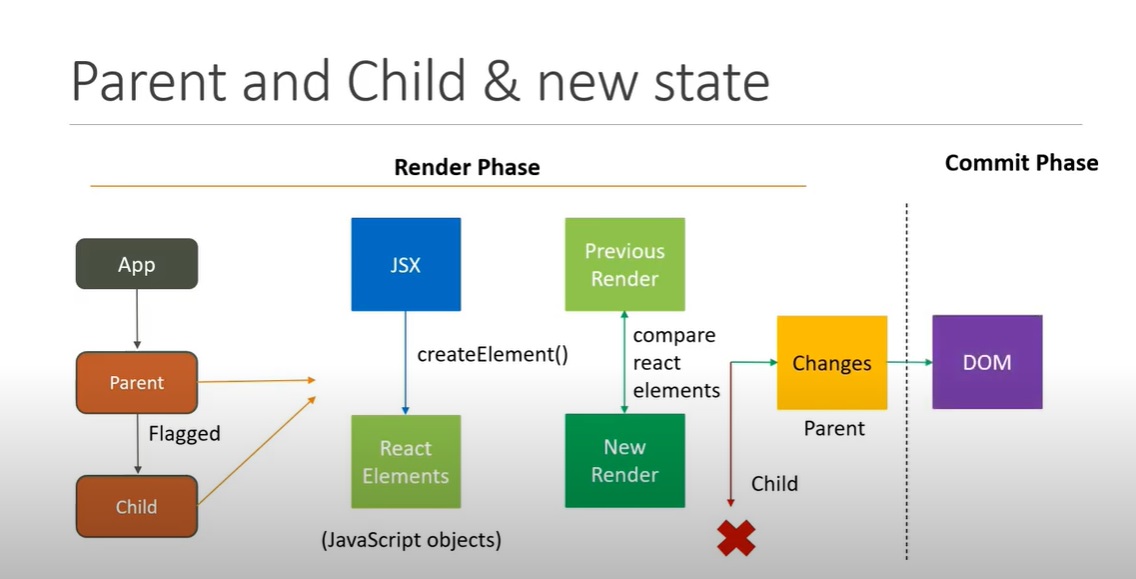 Parent and Child & new state
Render Phase
Commit Phase
App
Parent
Flagged
Child
JSX
createElement()
React
Elements
(JavaScript objects)
Previous
Render
compare
react
elements
New
Render
Changes
Parent
Child
DOM